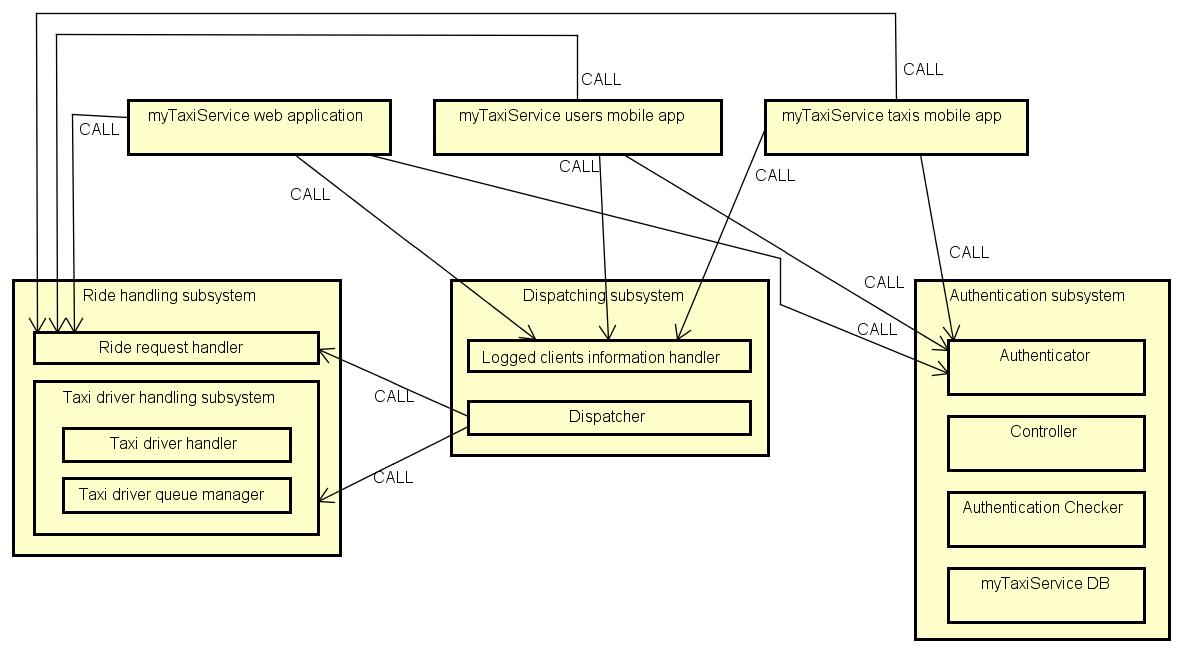 CALL
CALL
myTaxiService web application
myTaxiService users mobile app
myTaxiService taxis mobile app
CALL
CALL
CALL
CALL
CALL
CALL
Ride handling subsystem
Dispatching subsystem
Authentication subsystem
CALL
Ride request handler
Logged clients information handler
Authenticator
CALL
Taxi driver handling subsystem
Dispatcher
Taxi driver handler
Controller
CALL
Taxi driver queue manager
Authentication Checker
myTaxiService DB